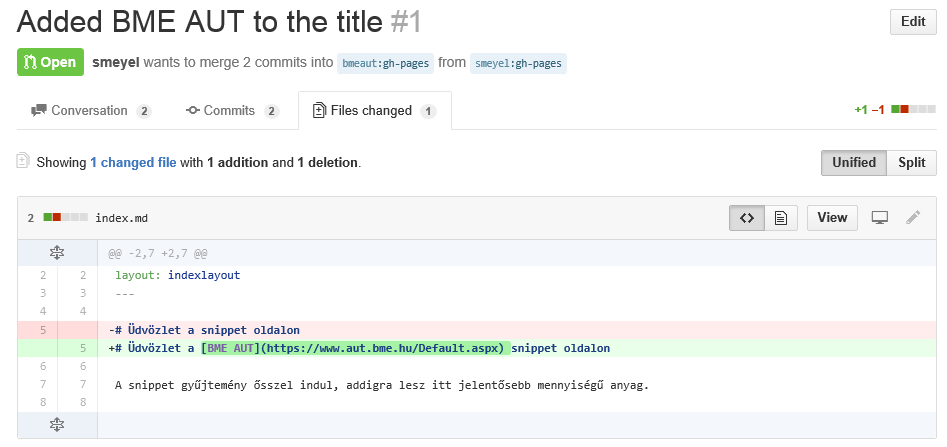 Added BME AUT to the title #1
Edit
Open smeyel wants to merge 2 commits into bmeaut:gh-pages from smeyel:gh-pages
Conversation 2 Commits 2 Files changed 1 +1 −1
Showing 1 changed file with 1 addition and 1 deletion.
Unified Split
2 index.md
<> View
@@ -2,7 +2,7 @@
2 2 layout: indexlayout
3 3 ---
4 4
5 -# Üdvözlet a snippet oldalon
5 +# Üdvözlet a [BME AUT](https://www.aut.bme.hu/Default.aspx) snippet oldalon
6 6
7 7 A snippet gyűjtemény ősszel indul, addigra lesz itt jelentősebb mennyiségű anyag.
8 8